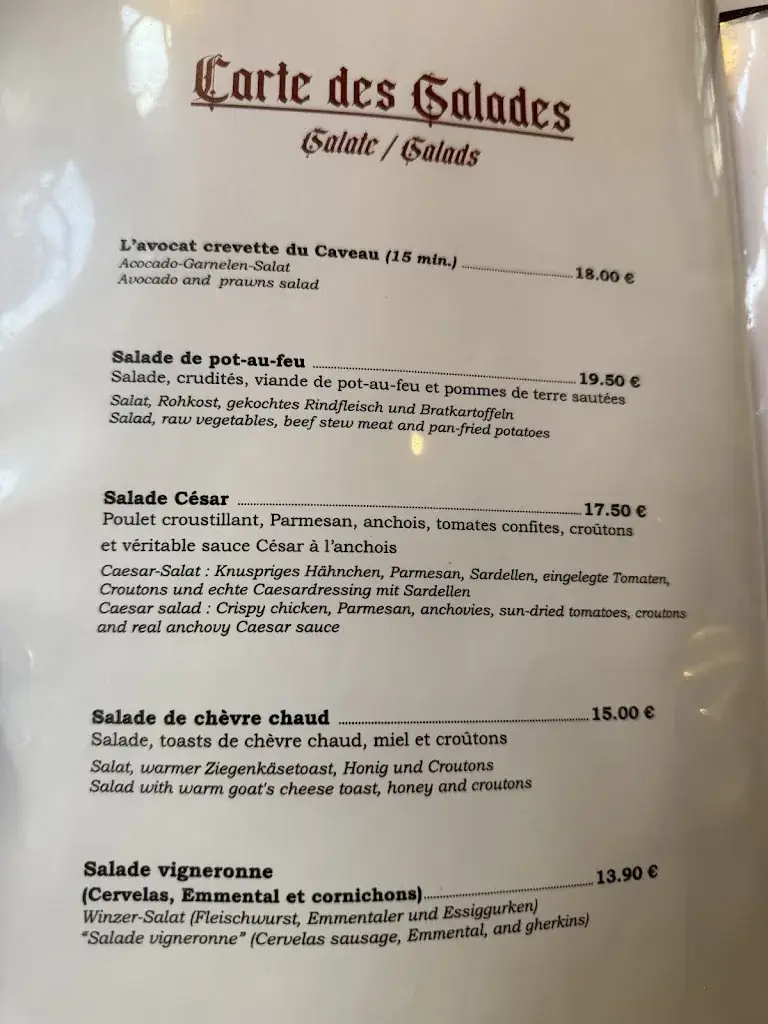 Carte des Salades
Salate / Salads
L'avocat crevette du Caveau (15 min.) 18.00 €
Acocado-Garnelen-Salat
Avocado and prawns salad
Salade de pot-au-feu 19.50 €
Salade, crudités, viande de pot-au-feu et pommes de terre sautées
Salat, Rohkost, gekochtes Rindfleisch und Bratkartoffeln
Salad, raw vegetables, beef stew meat and pan-fried potatoes
Salade César 17.50 €
Poulet croustillant, Parmesan, anchois, tomates confites, croûtons
et véritable sauce César à l'anchois
Caesar-Salat : Knuspriges Hähnchen, Parmesan, Sardellen, eingelegte Tomaten,
Croutons und echte Caesardressing mit Sardellen
Caesar salad : Crispy chicken, Parmesan, anchovies, sun-dried tomatoes, croutons
and real anchovy Caesar sauce
Salade de chèvre chaud 15.00 €
Salade, toasts de chèvre chaud, miel et croûtons
Salat, warmer Ziegenkäsetoast, Honig und Croutons
Salad with warm goat's cheese toast, honey and croutons
Salade vigneronne
(Cervelas, Emmental et cornichons) 13.90 €
Winzer-Salat (Fleischwurst, Emmentaler und Essiggurken)
"Salade vigneronne" (Cervelas sausage, Emmental, and gherkins)